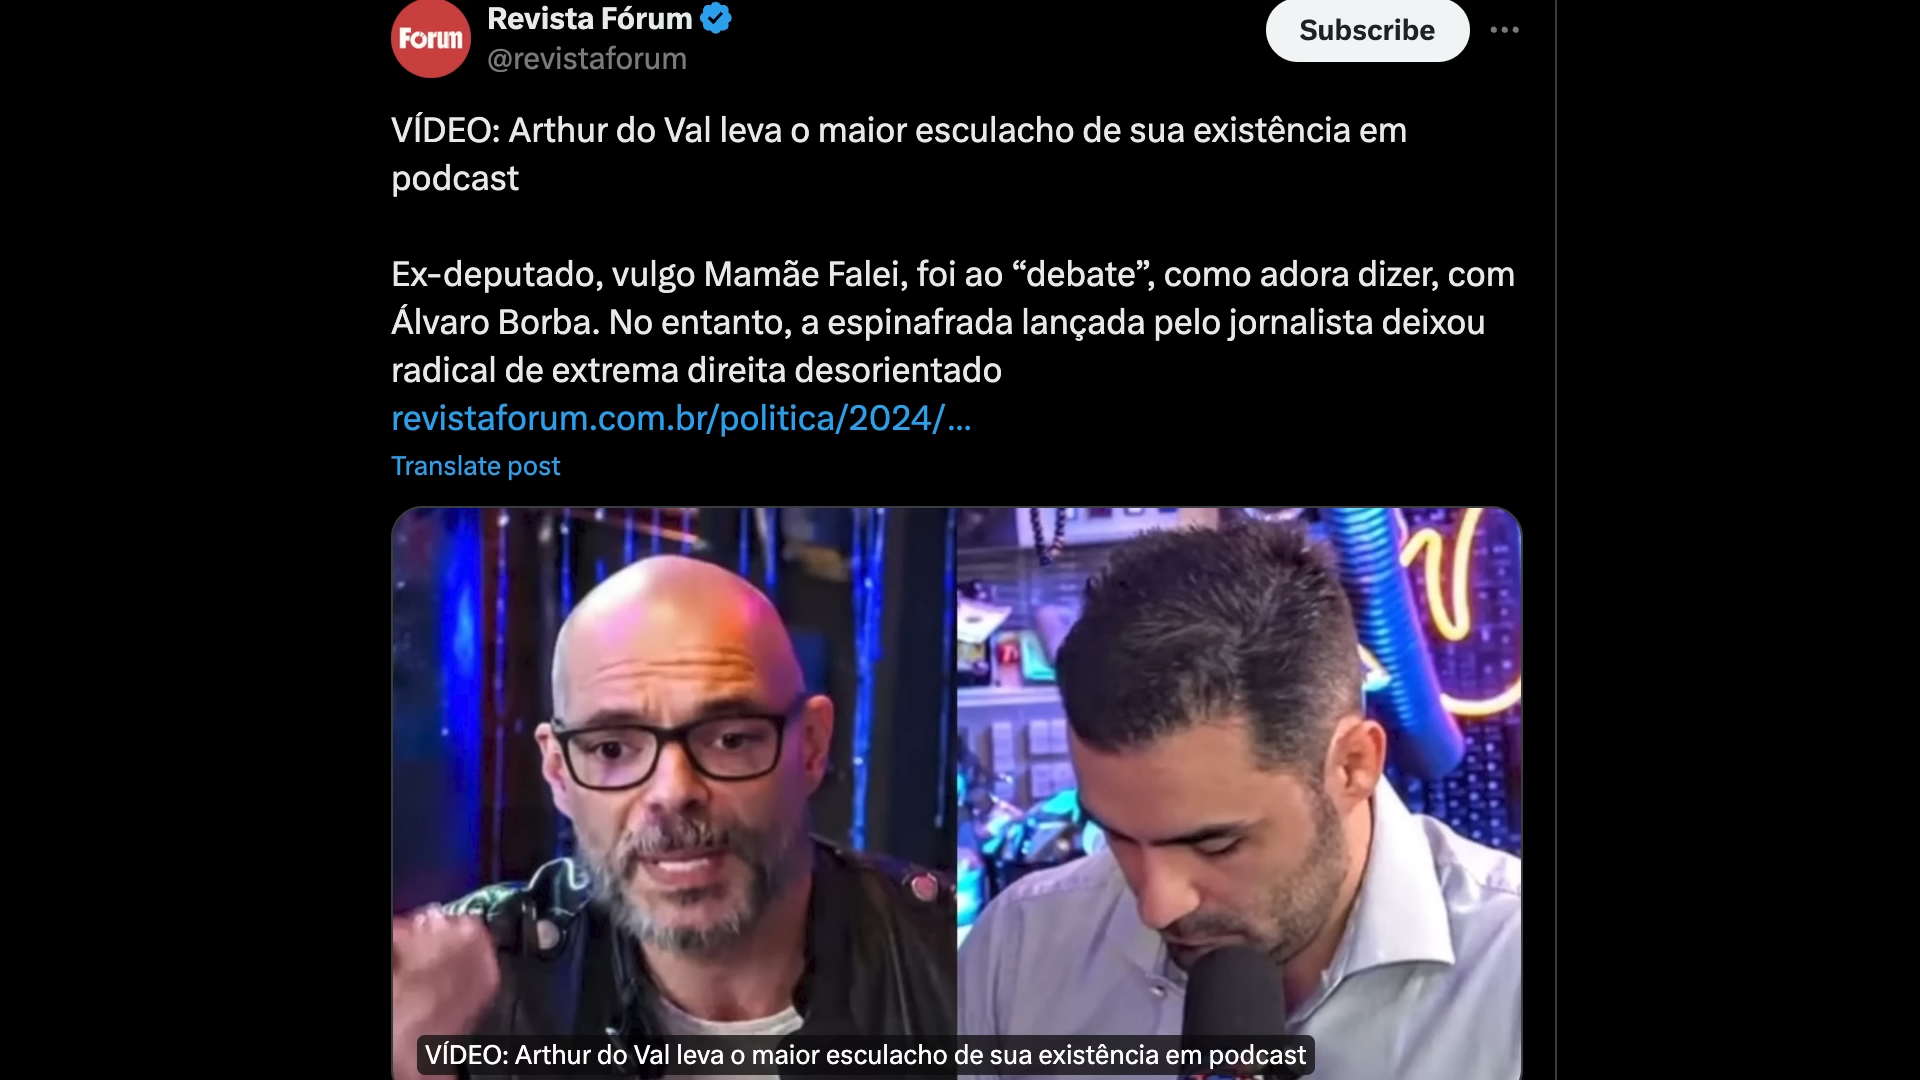 Forum
Revista Fórum
@revistaforum
Subscribe
VÍDEO: Arthur do Val leva o maior esculacho de sua existência em
podcast
Ex-deputado, vulgo Mamãe Falei, foi ao “debate”, como adora dizer, com
Álvaro Borba. No entanto, a espinafrada lançada pelo jornalista deixou
radical de extrema direita desorientado
revistaforum.com.br/politica/2024/…
Translate post
VÍDEO: Arthur do Val leva o maior esculacho de sua existência em podcast